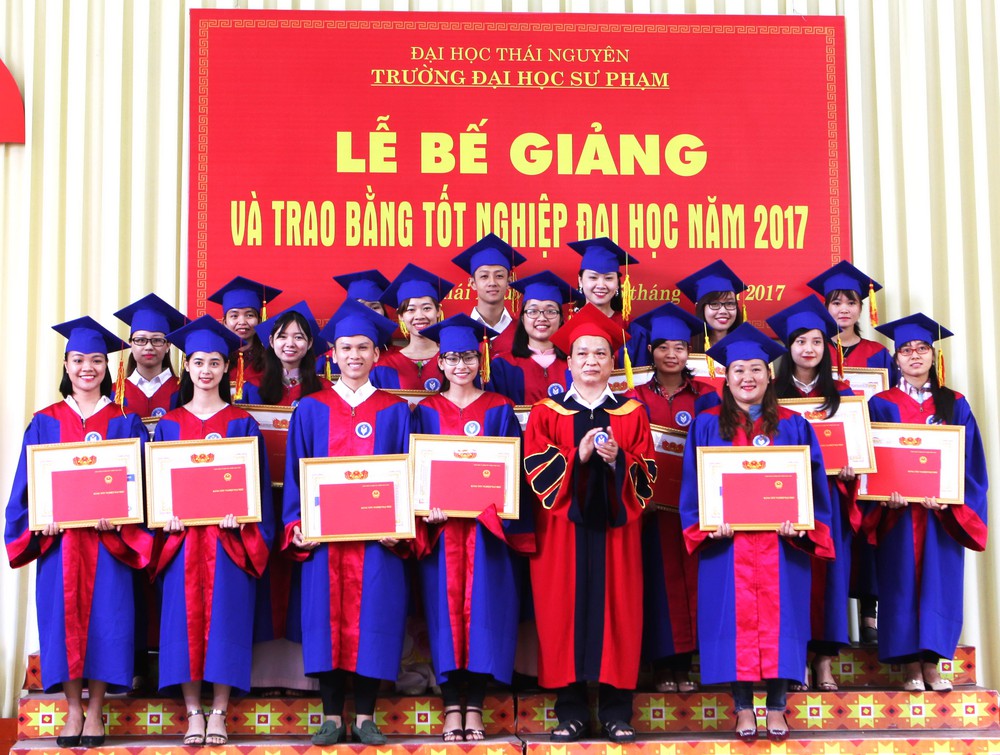 ĐẠI HỌC THÁI NGUYÊN
TRƯỜNG ĐẠI HỌC SƯ PHẠM
LỄ BẾ GIẢNG
VÀ TRAO BẰNG TỐT NGHIỆP ĐẠI HỌC NĂM 2017
tháng 2017